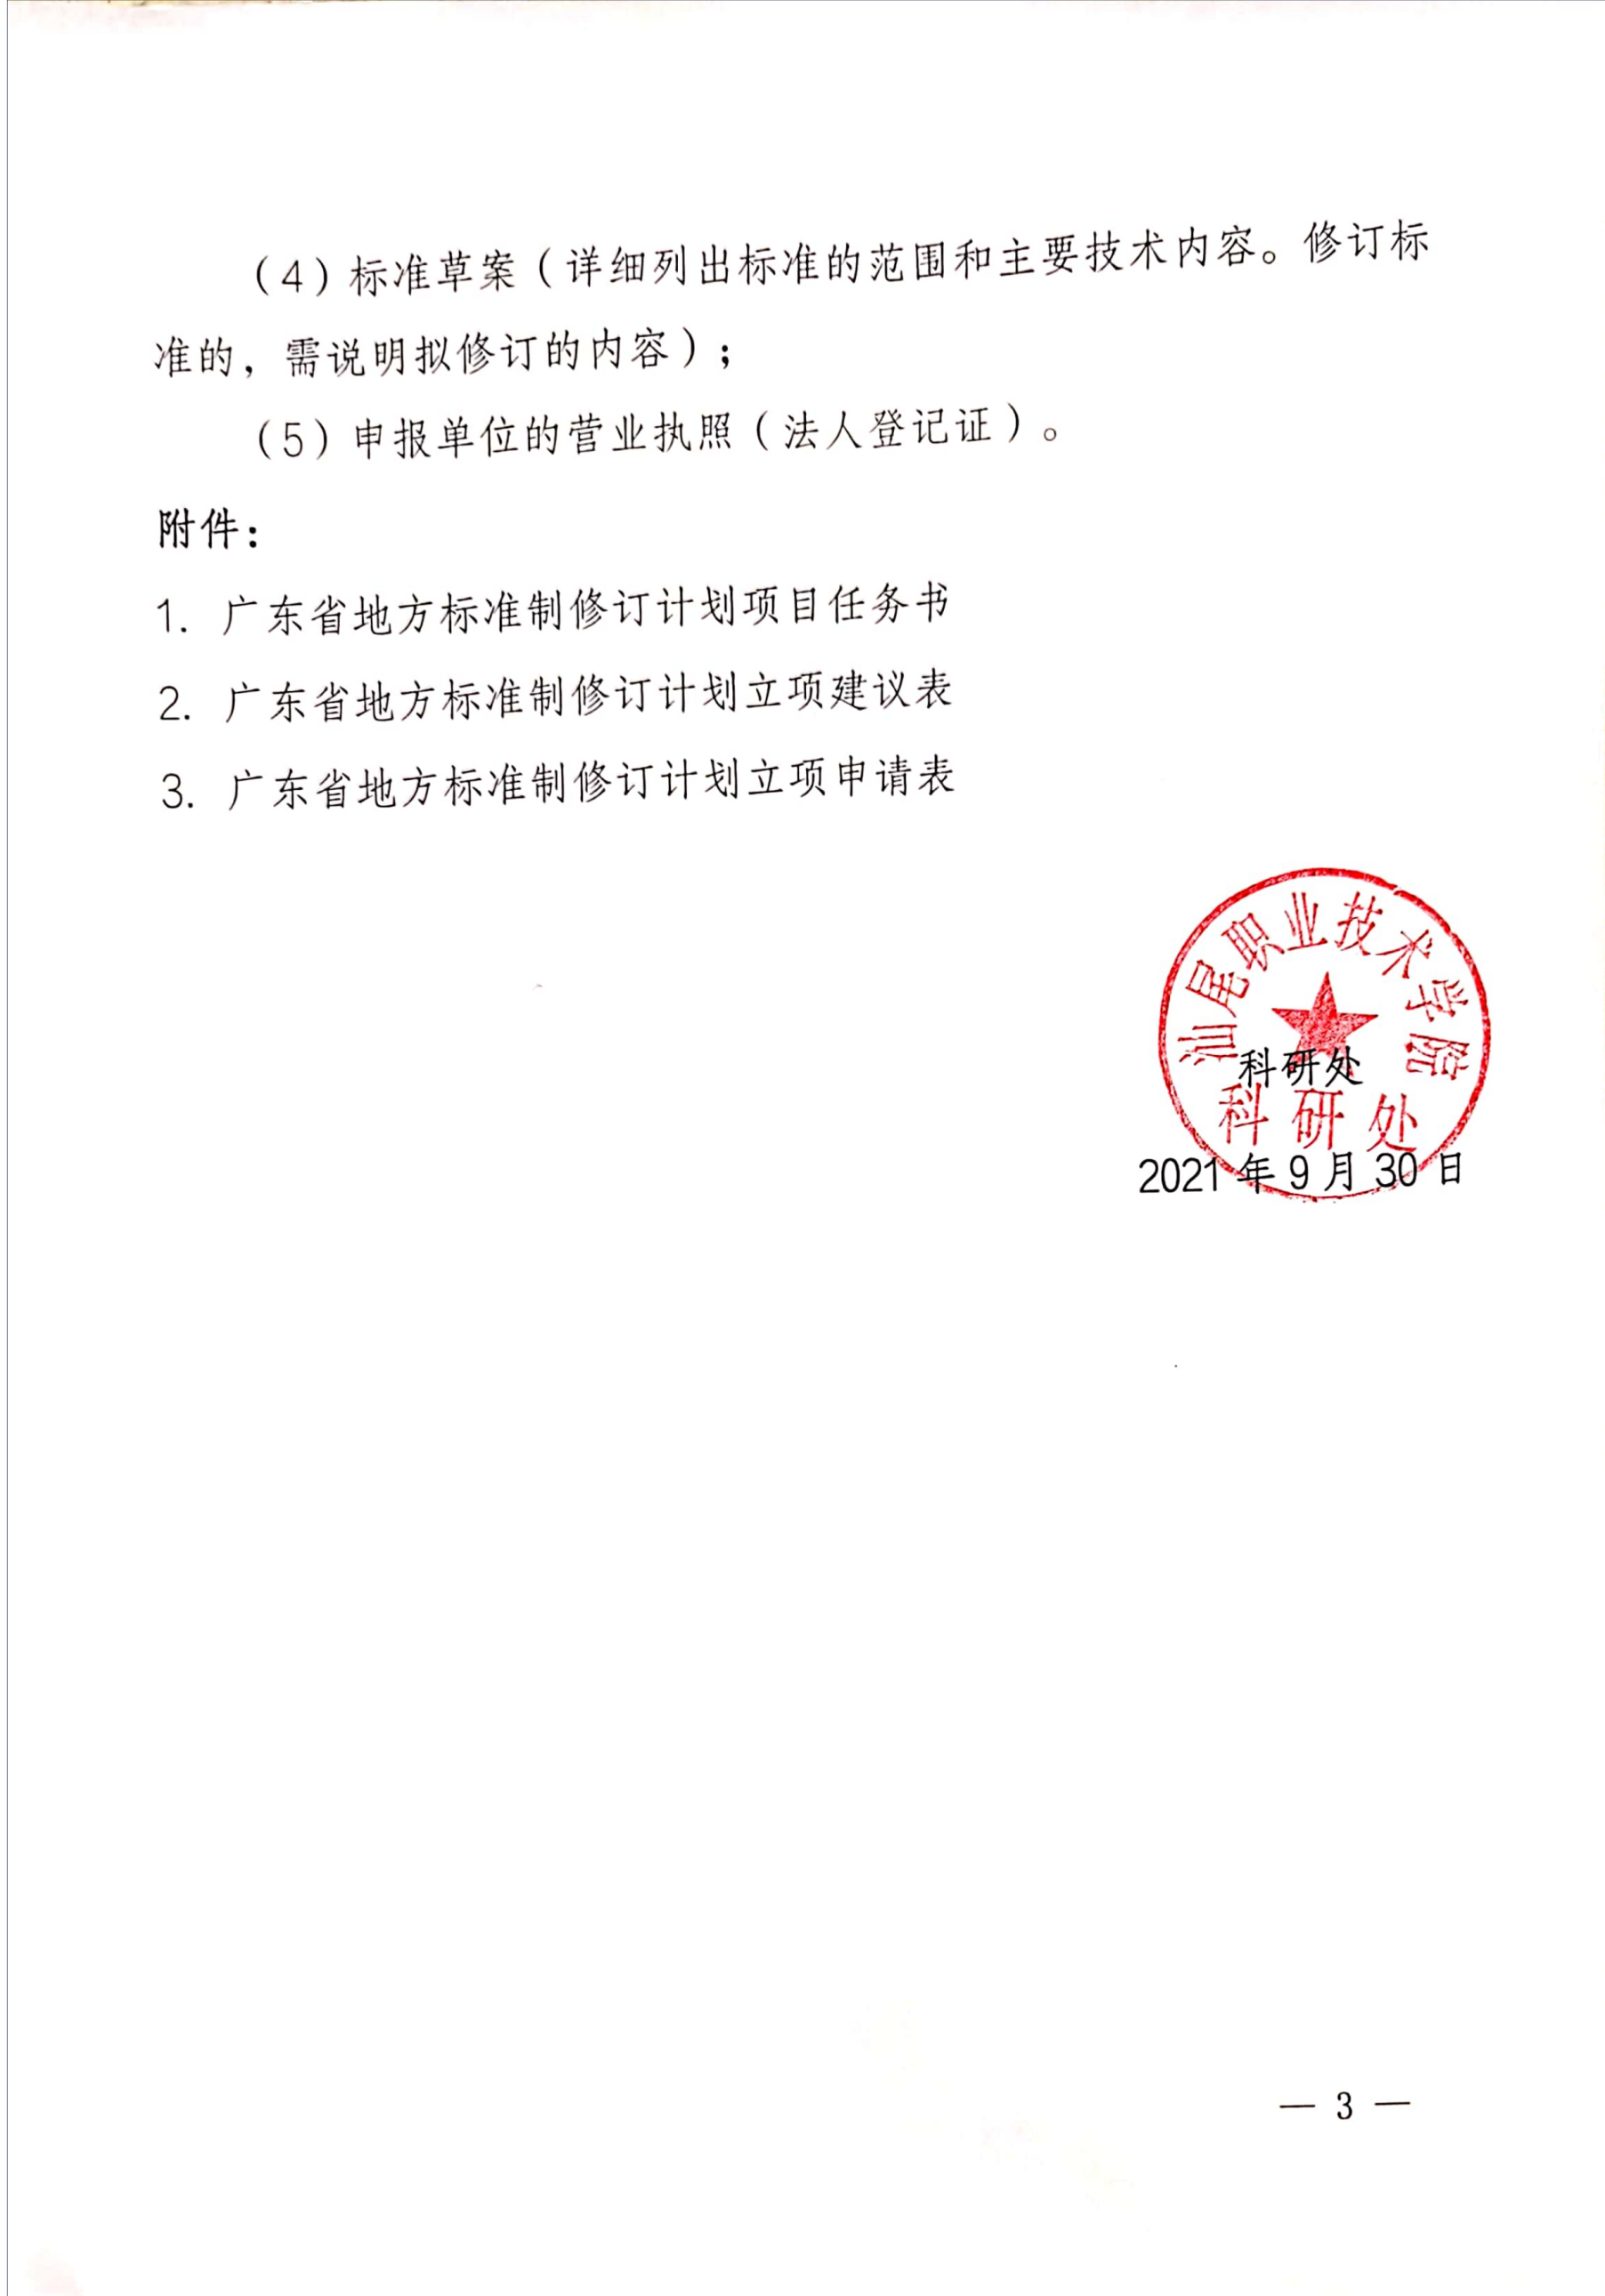 （4）标准草案（详细列出标准的范围和主要技术内容。修订标
准的，需说明拟修订的内容）；
（5）申报单位的营业执照（法人登记证）。
附件：
1. 广东省地方标准制修订计划项目任务书
2. 广东省地方标准制修订计划立项建议表
3. 广东省地方标准制修订计划立项申请表
汕尾职业技术学院
科研处
科研处
2021年9月30日
— 3 —